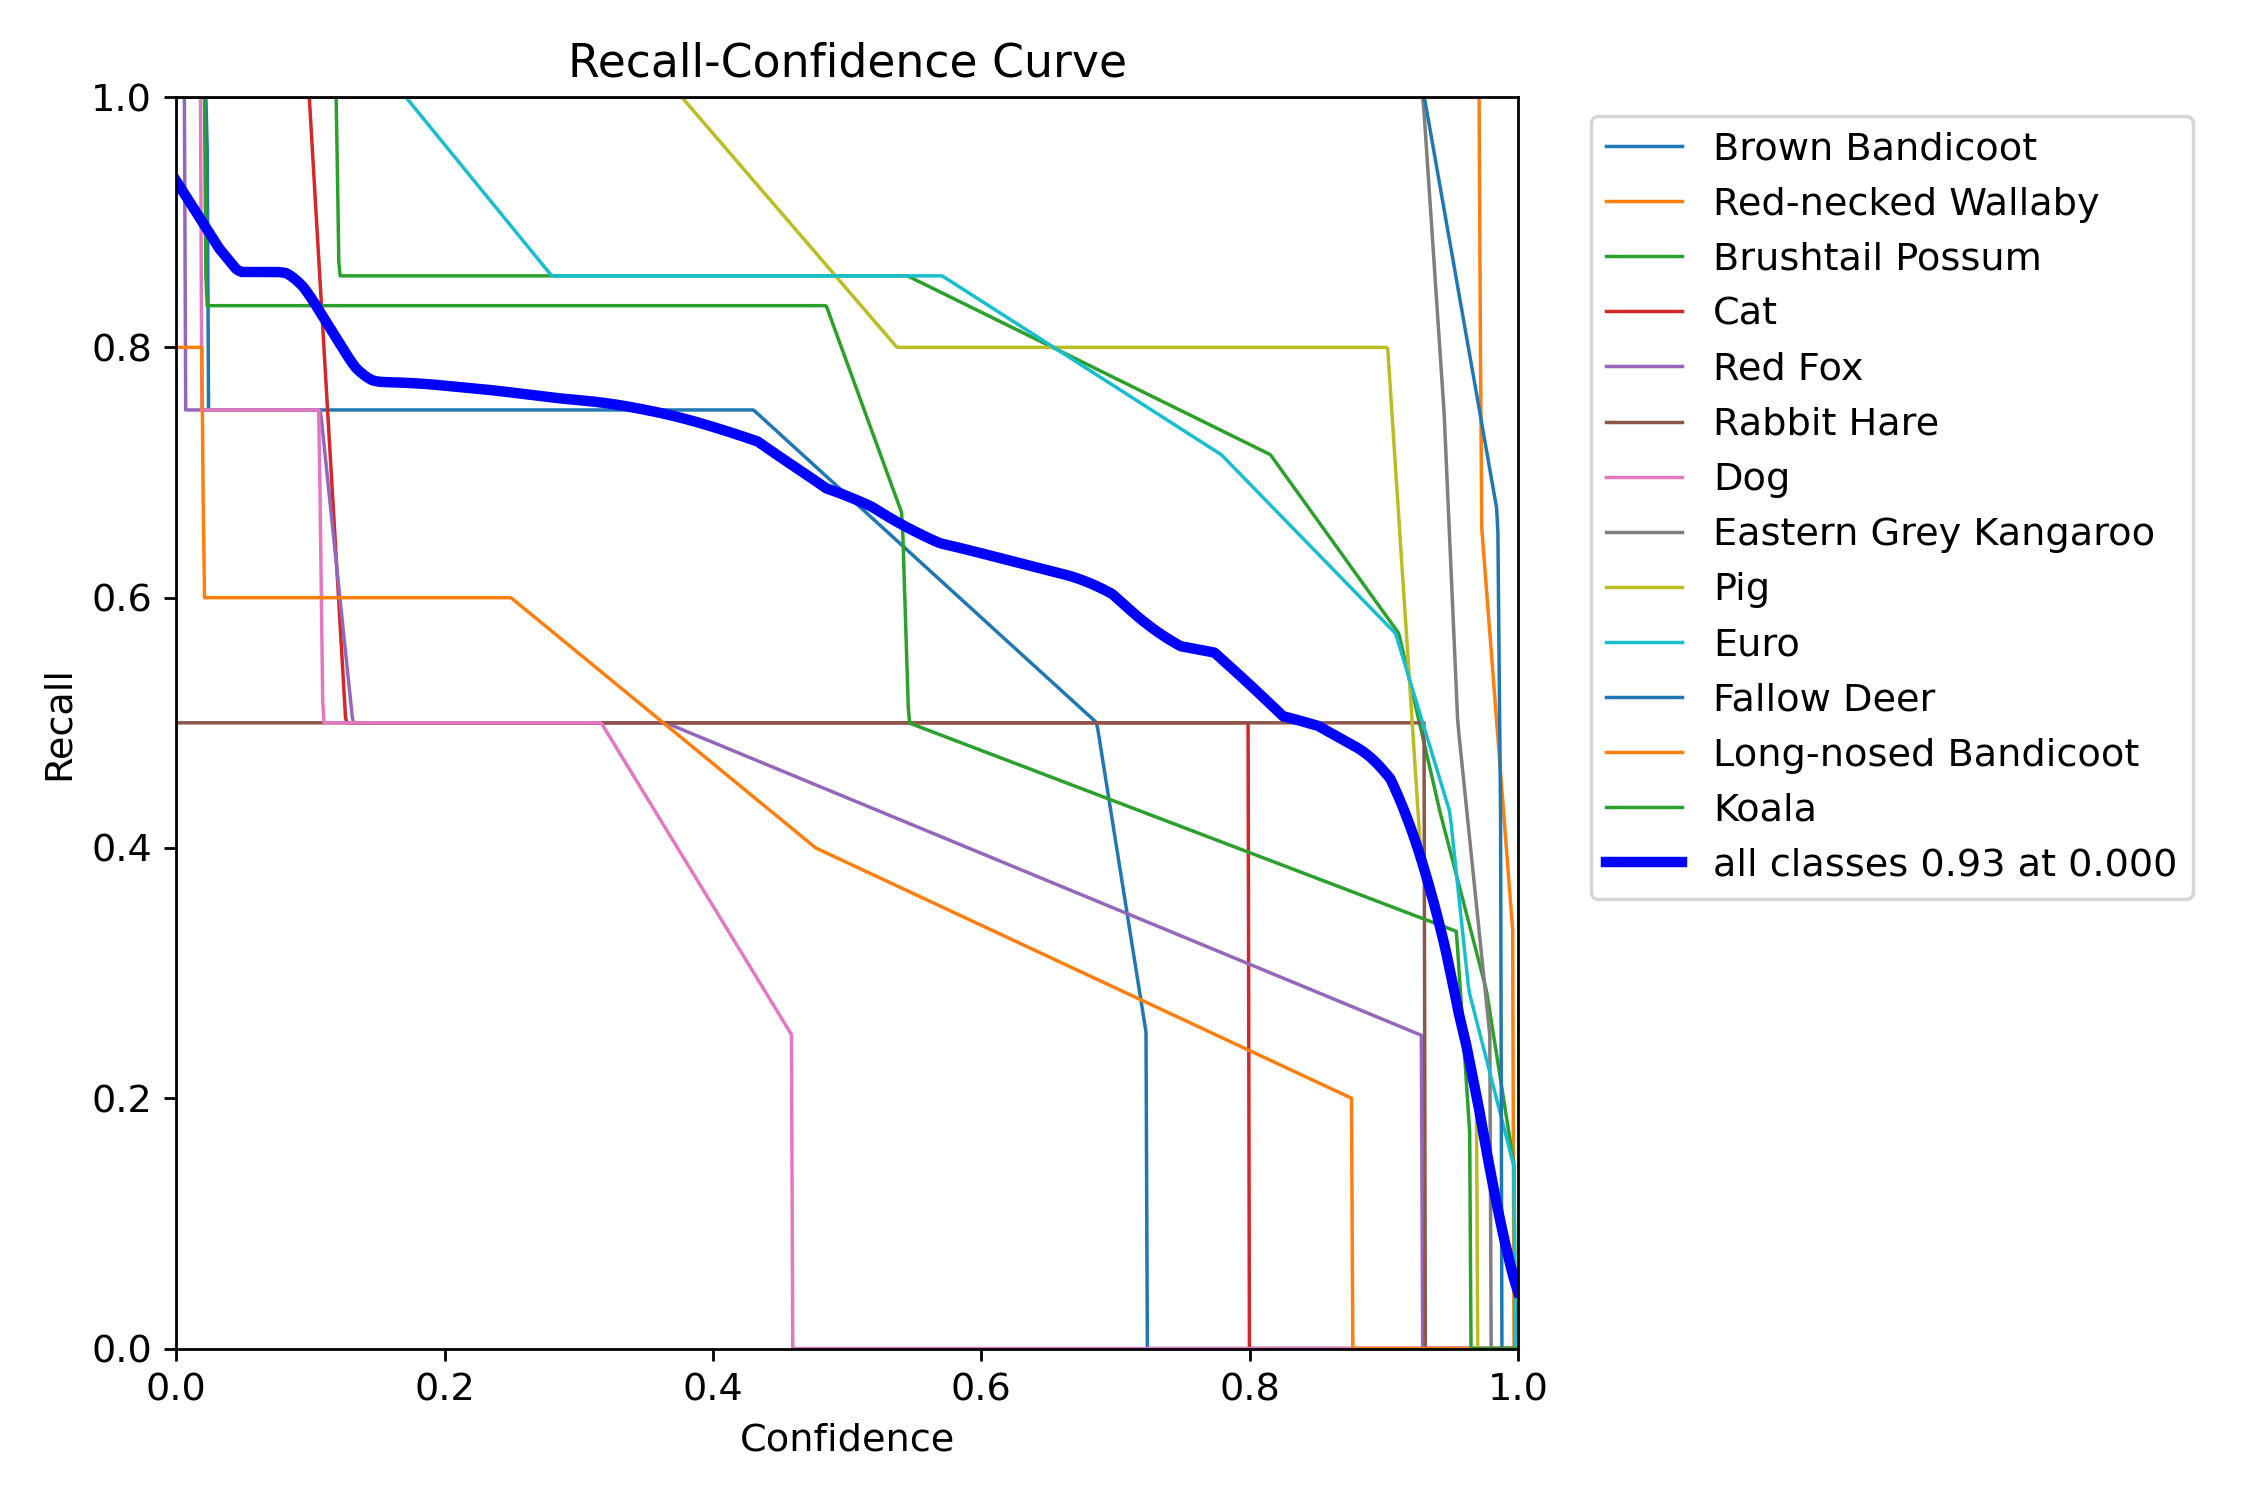 Recall-Confidence Curve
1.0
0.8
0.6
0.4
0.2
0.0
Recall
0.0 0.2 0.4 0.6 0.8 1.0
Confidence
Brown Bandicoot
Red-necked Wallaby
Brushtail Possum
Cat
Red Fox
Rabbit Hare
Dog
Eastern Grey Kangaroo
Pig
Euro
Fallow Deer
Long-nosed Bandicoot
Koala
all classes 0.93 at 0.000